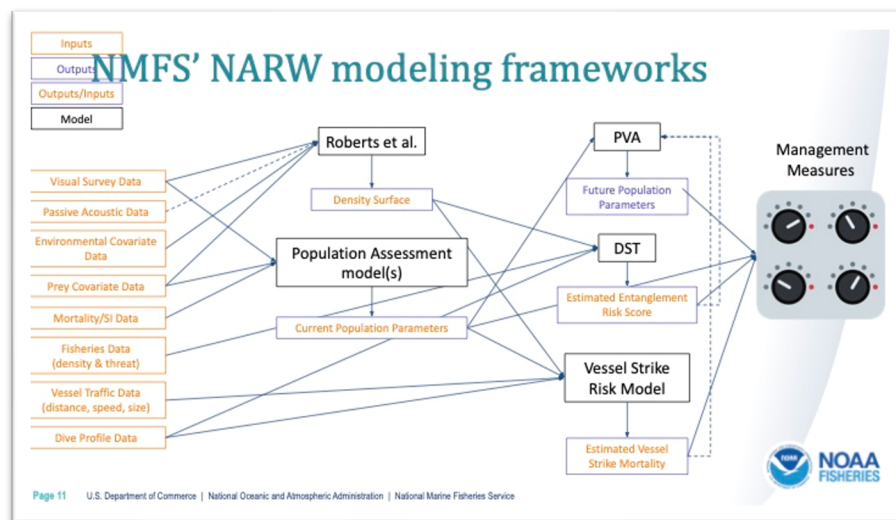 Inputs
Outputs
Outputs/Inputs
Model
NMFS' NARW modeling frameworks
Visual Survey Data
Passive Acoustic Data
Environmental Covariate
Data
Prey Covariate Data
Mortality/SI Data
Fisheries Data
(density & threat)
Vessel Traffic Data
(distance, speed, size)
Dive Profile Data
Roberts et al.
Density Surface
Population Assessment
model(s)
Current Population Parameters
PVA
Future Population
Parameters
DST
Estimated Entanglement
Risk Score
Vessel Strike
Risk Model
Estimated Vessel
Strike Mortality
Management
Measures
NOAA
NOAA
FISHERIES
Page 11 U.S. Department of Commerce | National Oceanic and Atmospheric Administration | National Marine Fisheries Service